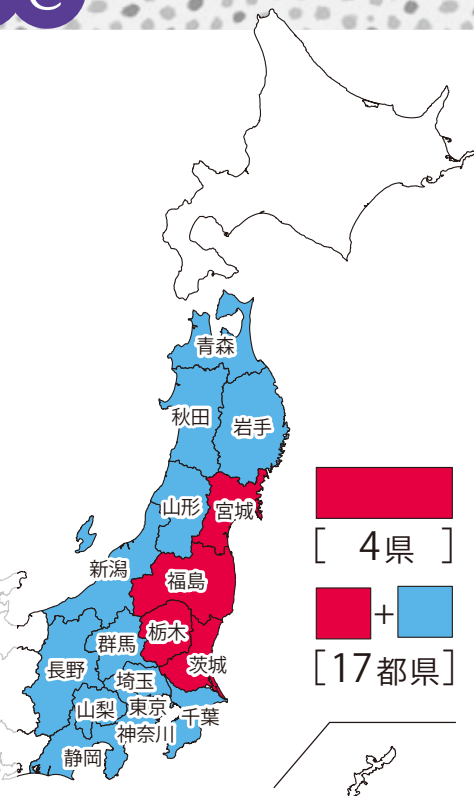 e
青森
秋田
岩手
山形
宮城
新潟
福島
群馬
栃木
長野
茨城
埼玉
山梨
東京
千葉
神奈川
静岡
[ 4県 ]
+
[17都県]